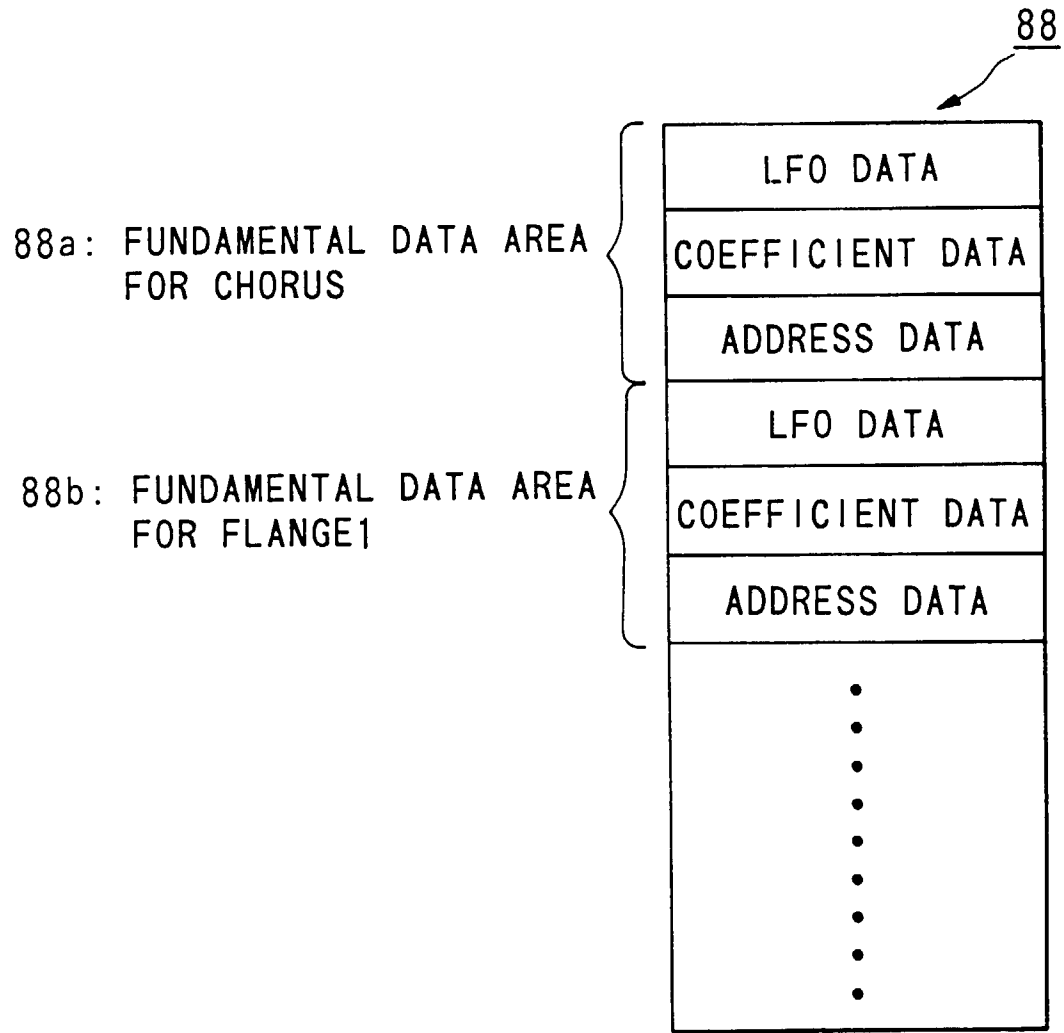 88
LFO DATA
88a: FUNDAMENTAL DATA AREA
FOR CHORUS
COEFFICIENT DATA
ADDRESS DATA
LFO DATA
88b: FUNDAMENTAL DATA AREA
FOR FLANGE1
COEFFICIENT DATA
ADDRESS DATA